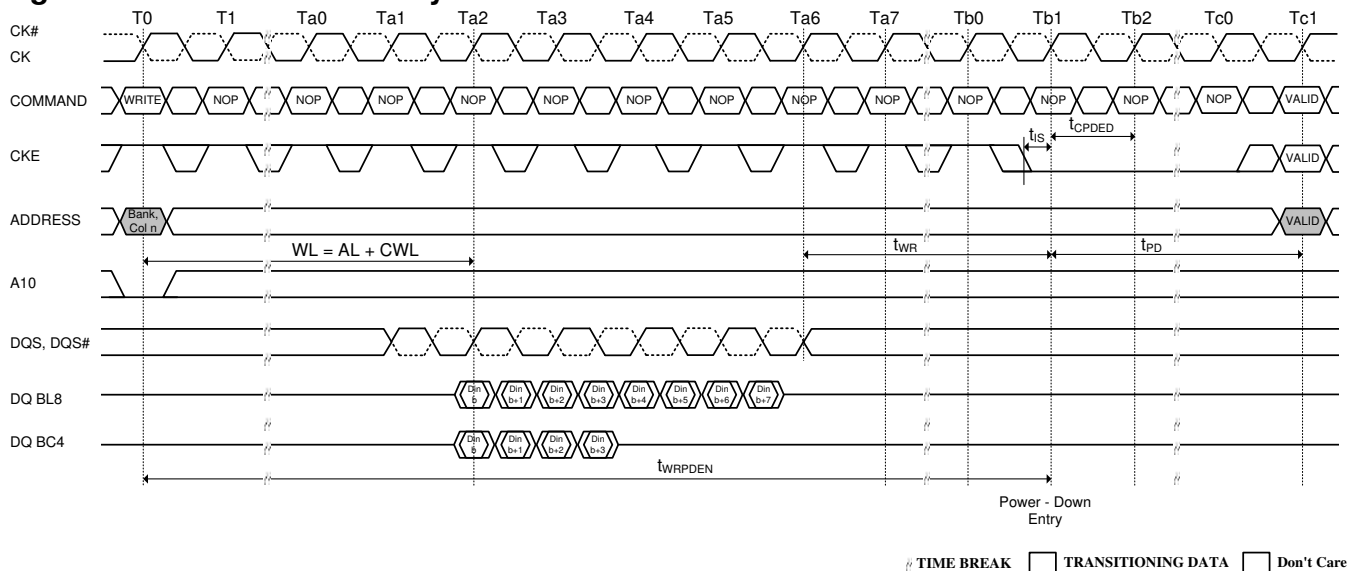 T0 T1 Ta0 Ta1 Ta2 Ta3 Ta4 Ta5 Ta6 Ta7 Tb0 Tb1 Tb2 Tc0 Tc1
CK#
CK
COMMAND WRITE NOP NOP NOP NOP NOP NOP NOP NOP NOP NOP NOP NOP NOP VALID
tIS tCPDED
CKE VALID
ADDRESS Bank, Col n VALID
WL = AL + CWL tWR tPD
A10
DQS, DQS#
DQ BL8 Din b Din b+1 Din b+2 Din b+3 Din b+4 Din b+5 Din b+6 Din b+7
DQ BC4 Din b Din b+1 Din b+2 Din b+3
tWRPDEN
Power - Down
Entry
TIME BREAK TRANSITIONING DATA Don't Care